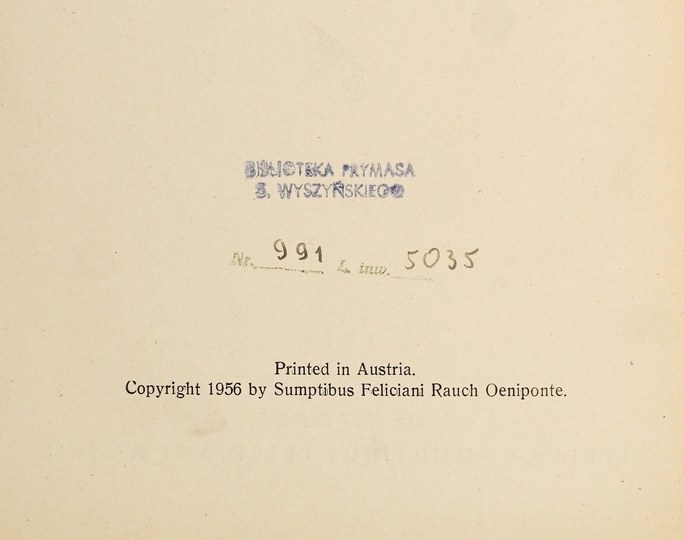 BIBLIOTEKA PRYMASA
S. WYSZYŃSKIEGO
Nr. 991 L. inw. 5035
Printed in Austria.
Copyright 1956 by Sumptibus Feliciani Rauch Oeniponte.